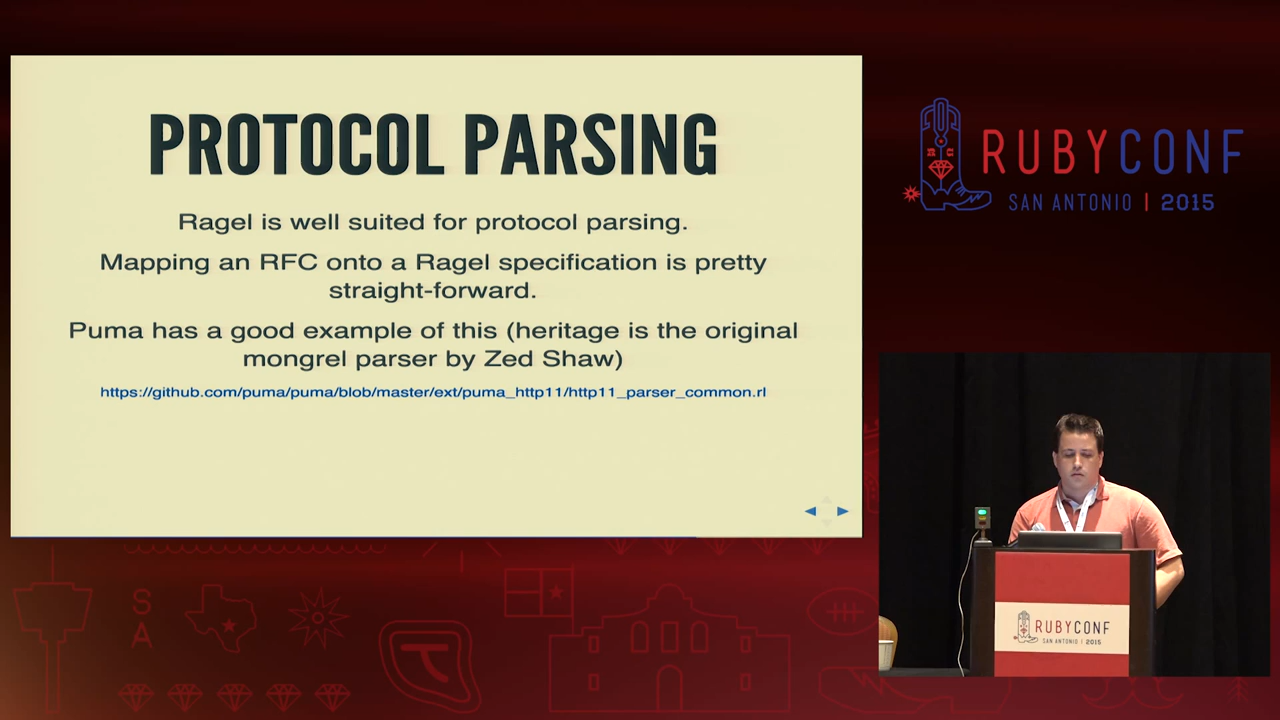 PROTOCOL PARSING
Ragel is well suited for protocol parsing.
Mapping an RFC onto a Ragel specification is pretty
straight-forward.
Puma has a good example of this (heritage is the original
mongrel parser by Zed Shaw)
https://github.com/puma/puma/blob/master/ext/puma_http11/http11_parser_common.rl
RUBYCONF
SAN ANTONIO | 2015
RUBYCONF
SAN ANTONIO | 2015
S
A